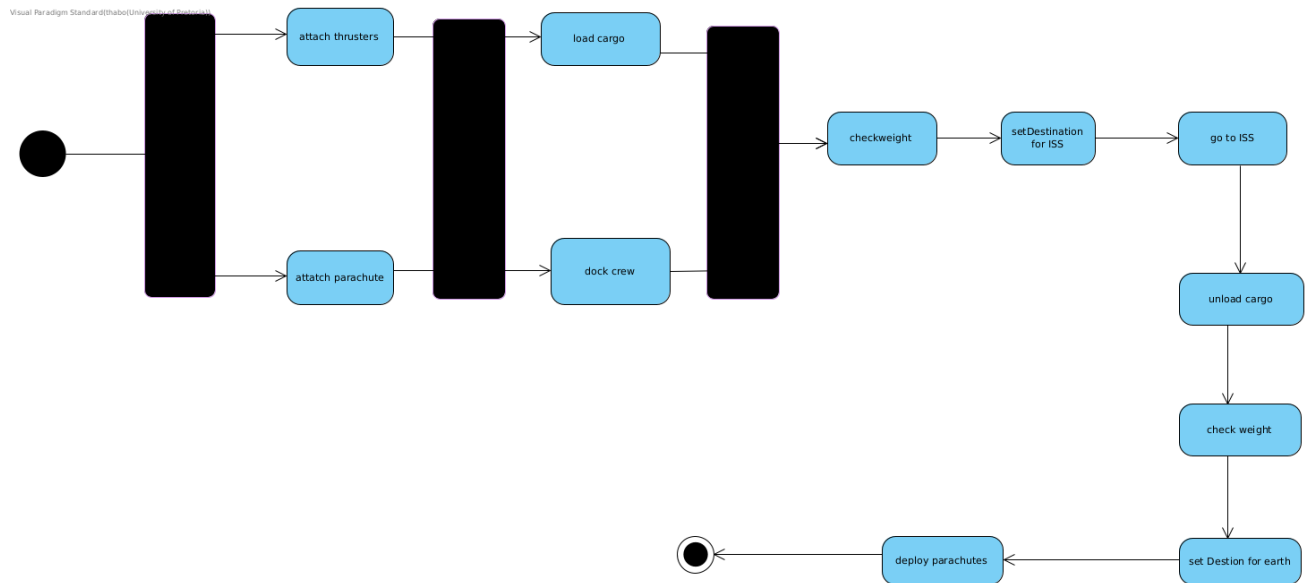 Visual Paradigm Standard(thabo(University of Pretoria))
attach thrusters
load cargo
checkweight
setDestination
for ISS
go to ISS
attatch parachute
dock crew
unload cargo
check weight
set Destion for earth
deploy parachutes